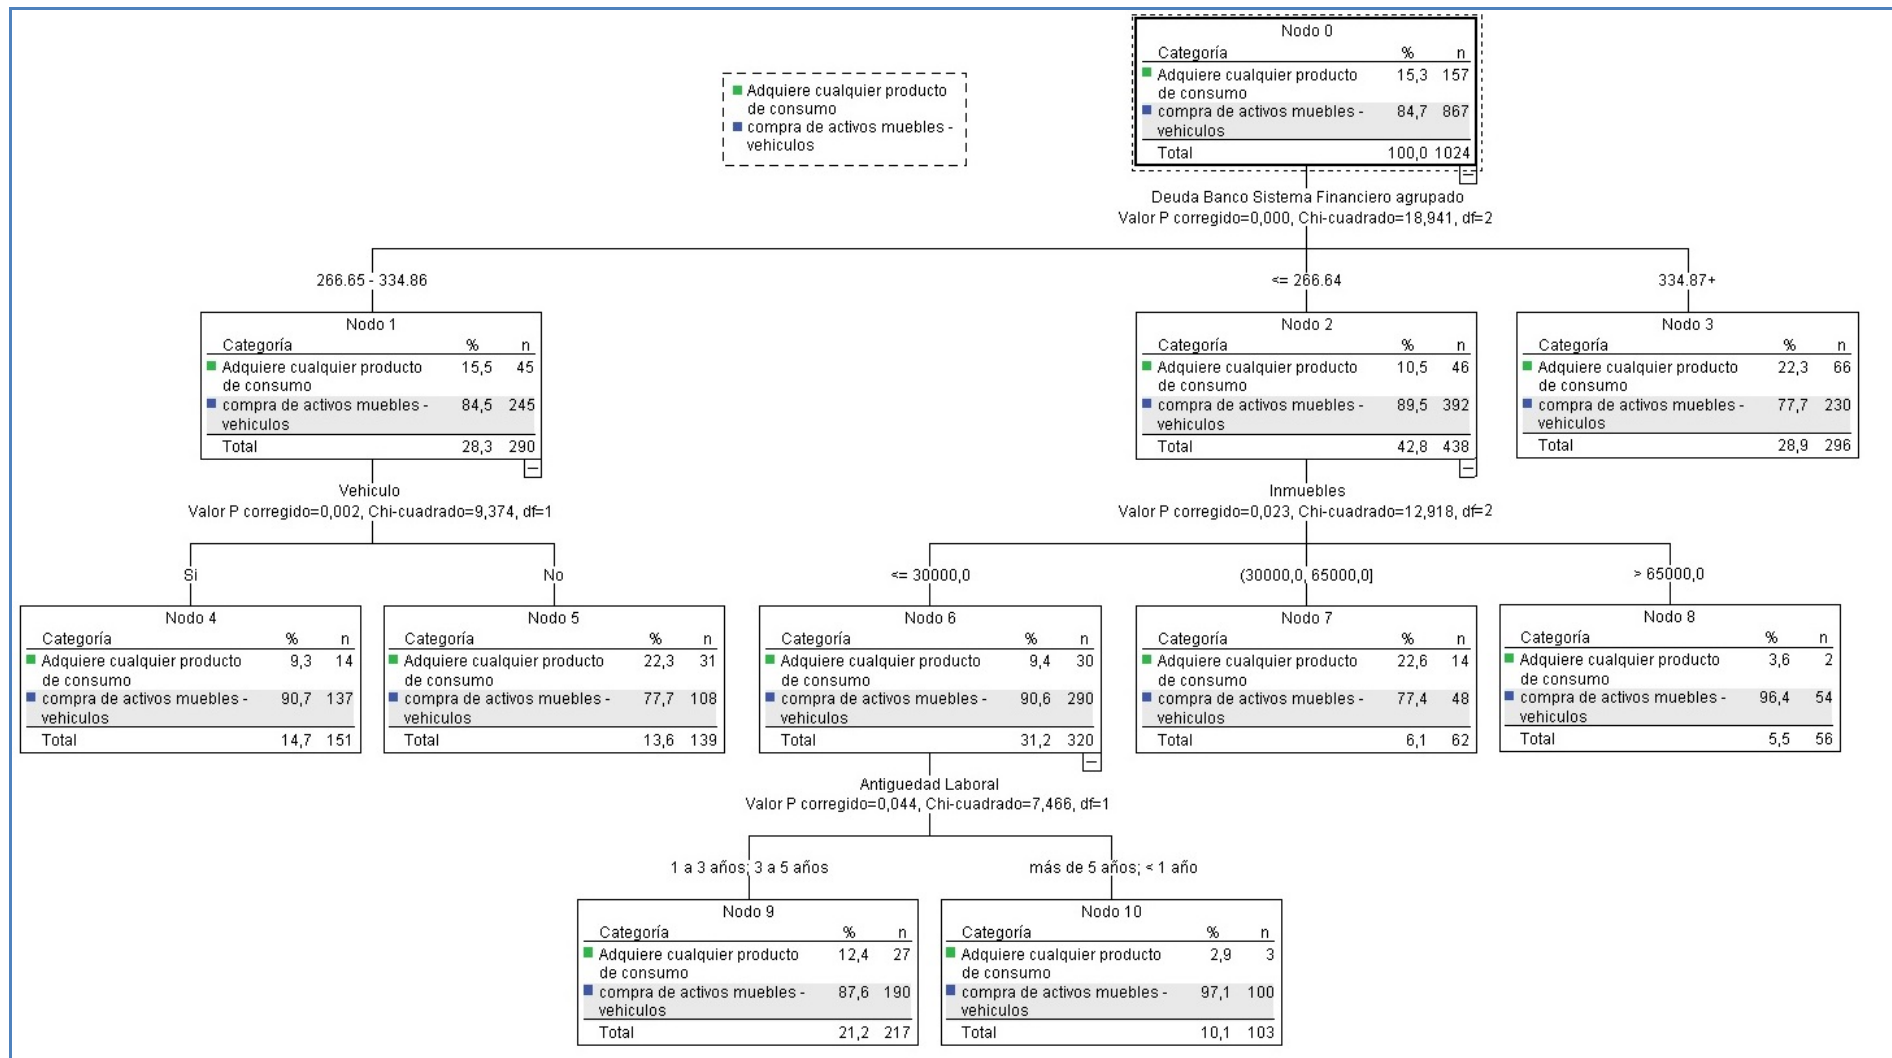 Nodo 0
Categoría % n
Adquiere cualquier producto 15,3 157
de consumo
compra de activos muebles - 84,7 867
vehiculos
Total 100,0 1024
Adquiere cualquier producto
de consumo
compra de activos muebles -
vehiculos
Deuda Banco Sistema Financiero agrupado
Valor P corregido=0,000, Chi-cuadrado=18,941, df=2
266.65 - 334.86
<= 266.64
334.87+
Nodo 1
Categoría % n
Adquiere cualquier producto 15,5 45
de consumo
compra de activos muebles - 84,5 245
vehiculos
Total 28,3 290
Nodo 2
Categoría % n
Adquiere cualquier producto 10,5 46
de consumo
compra de activos muebles - 89,5 392
vehiculos
Total 42,8 438
Nodo 3
Categoría % n
Adquiere cualquier producto 22,3 66
de consumo
compra de activos muebles - 77,7 230
vehiculos
Total 28,9 296
Vehiculo
Valor P corregido=0,002, Chi-cuadrado=9,374, df=1
Inmuebles
Valor P corregido=0,023, Chi-cuadrado=12,918, df=2
Si
No
<= 30000,0
(30000,0, 65000,0]
> 65000,0
Nodo 4
Categoría % n
Adquiere cualquier producto 9,3 14
de consumo
compra de activos muebles - 90,7 137
vehiculos
Total 14,7 151
Nodo 5
Categoría % n
Adquiere cualquier producto 22,3 31
de consumo
compra de activos muebles - 77,7 108
vehiculos
Total 13,6 139
Nodo 6
Categoría % n
Adquiere cualquier producto 9,4 30
de consumo
compra de activos muebles - 90,6 290
vehiculos
Total 31,2 320
Nodo 7
Categoría % n
Adquiere cualquier producto 22,6 14
de consumo
compra de activos muebles - 77,4 48
vehiculos
Total 6,1 62
Nodo 8
Categoría % n
Adquiere cualquier producto 3,6 2
de consumo
compra de activos muebles - 96,4 54
vehiculos
Total 5,5 56
Antiguedad Laboral
Valor P corregido=0,044, Chi-cuadrado=7,466, df=1
1 a 3 años; 3 a 5 años
más de 5 años; < 1 año
Nodo 9
Categoría % n
Adquiere cualquier producto 12,4 27
de consumo
compra de activos muebles - 87,6 190
vehiculos
Total 21,2 217
Nodo 10
Categoría % n
Adquiere cualquier producto 2,9 3
de consumo
compra de activos muebles - 97,1 100
vehiculos
Total 10,1 103